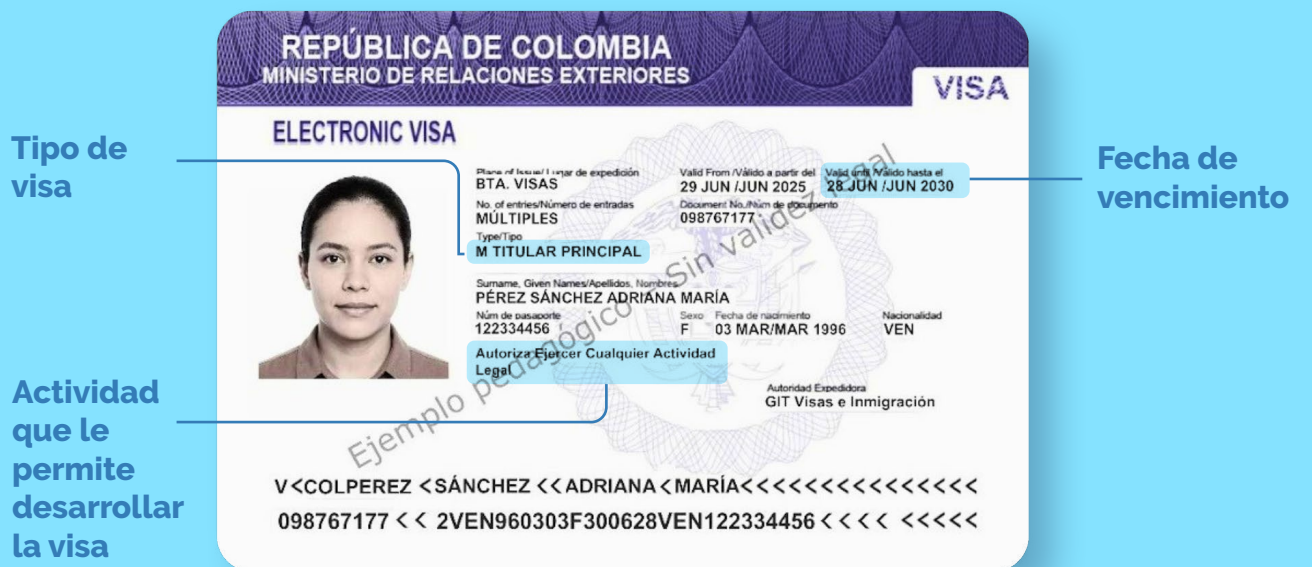 REPÚBLICA DE COLOMBIA
MINISTERIO DE RELACIONES EXTERIORES
VISA
ELECTRONIC VISA
Tipo de
visa
Place of Issue/ Lugar de expedición
BTA. VISAS
Valid From /Válido a partir del
29 JUN /JUN 2025
Valid until /Válido hasta el
28 JUN /JUN 2030
Fecha de
vencimiento
No. of entries/Número de entradas
MÚLTIPLES
Document No./Núm de documento
098767177
Type/Tipo
M TITULAR PRINCIPAL
Surname, Given Names/Apellidos, Nombres
PÉREZ SÁNCHEZ ADRIANA MARÍA
Núm de pasaporte
122334456
Sexo
F
Fecha de nacimiento
03 MAR/MAR 1996
Nacionalidad
VEN
Autoriza Ejercer Cualquier Actividad
Legal
Autoridad Expedidora
GIT Visas e Inmigración
Actividad
que le
permite
desarrollar
la visa
Ejemplo pedagógico - Sin validez legal
V<COLPEREZ <SÁNCHEZ <<ADRIANA<MARÍA<<<<<<<<<<<<<<<
098767177 << 2VEN960303F300628VEN122334456 <<<< <<<<<